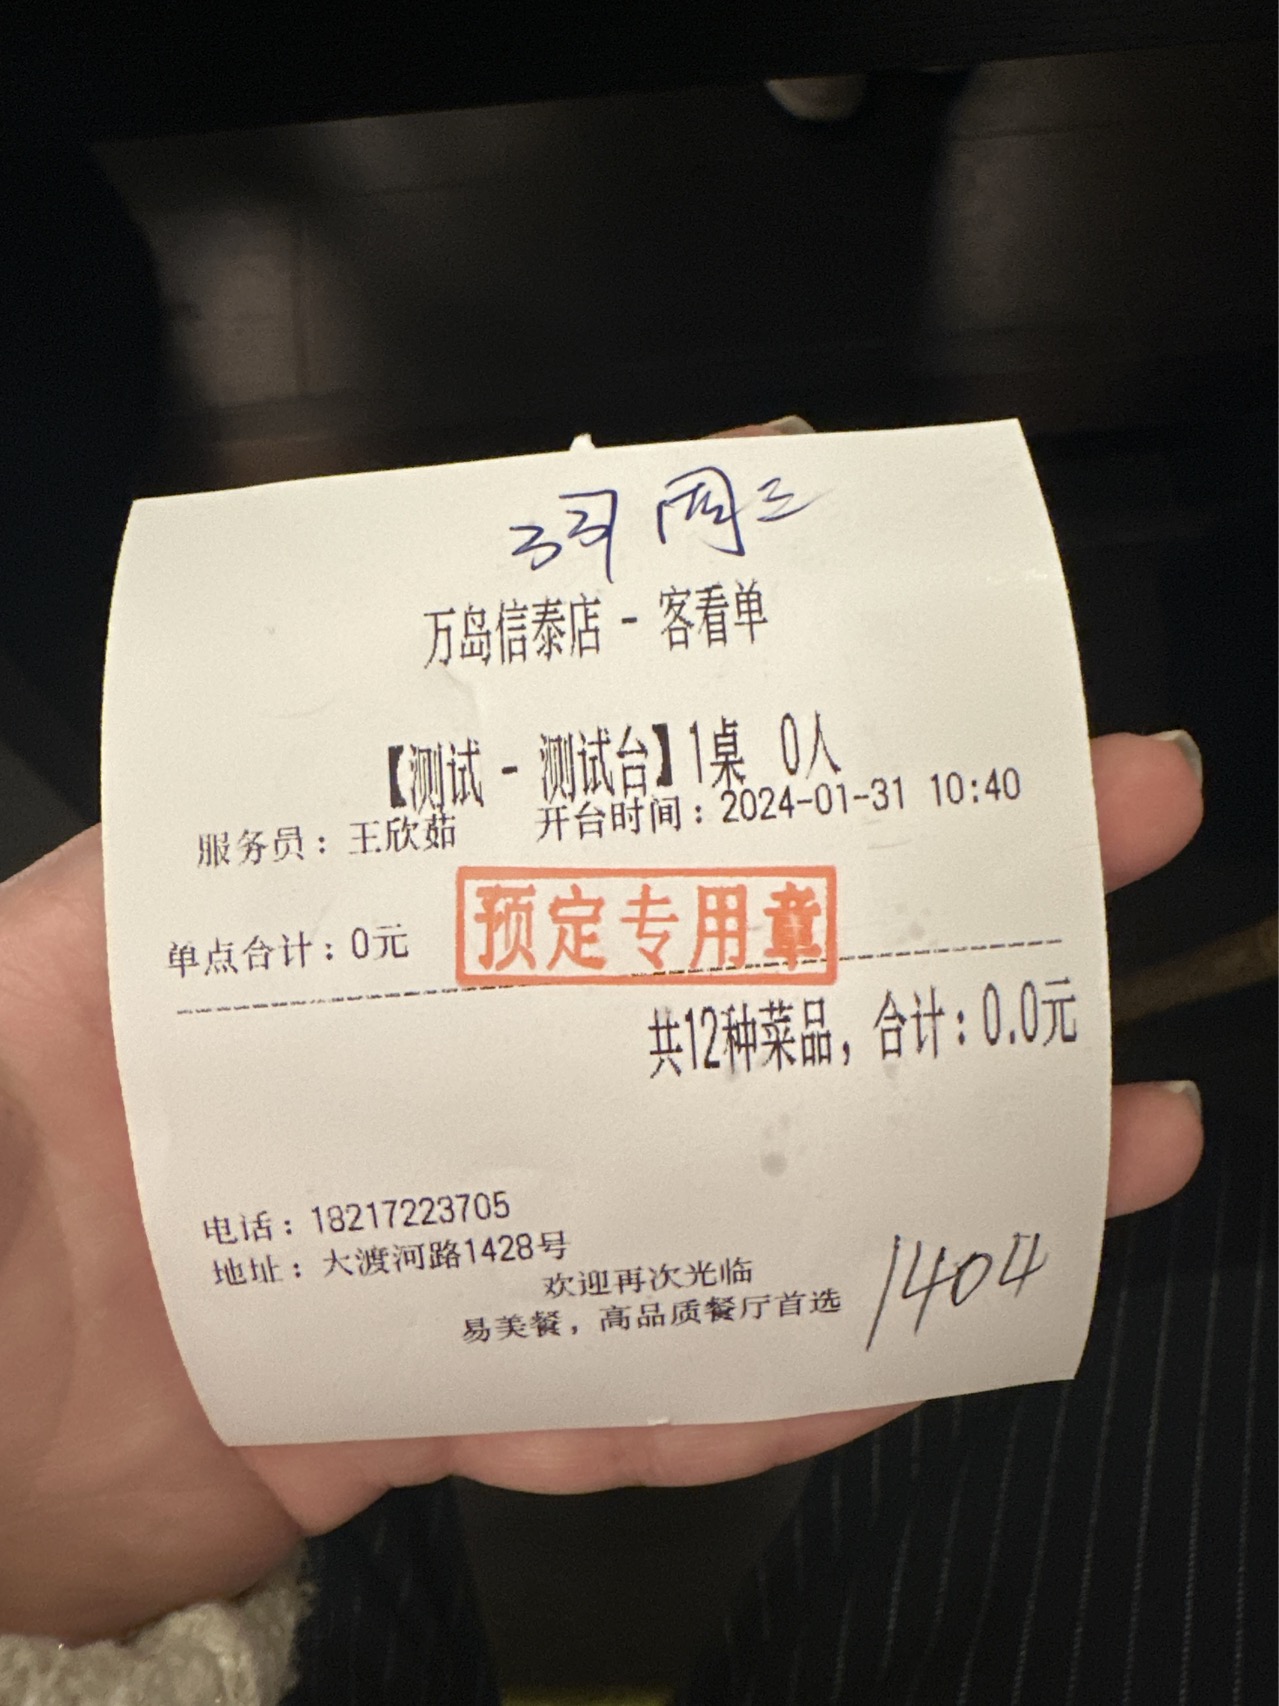 周三
万岛信泰店 - 客看单
【测试 - 测试台】1桌 0人
服务员：王欣茹 开台时间：2024-01-31 10:40
预定专用章
单点合计：0元
共12种菜品，合计：0.0元
电话：18217223705
地址：大渡河路1428号
欢迎再次光临
易美餐，高品质餐厅首选
1404